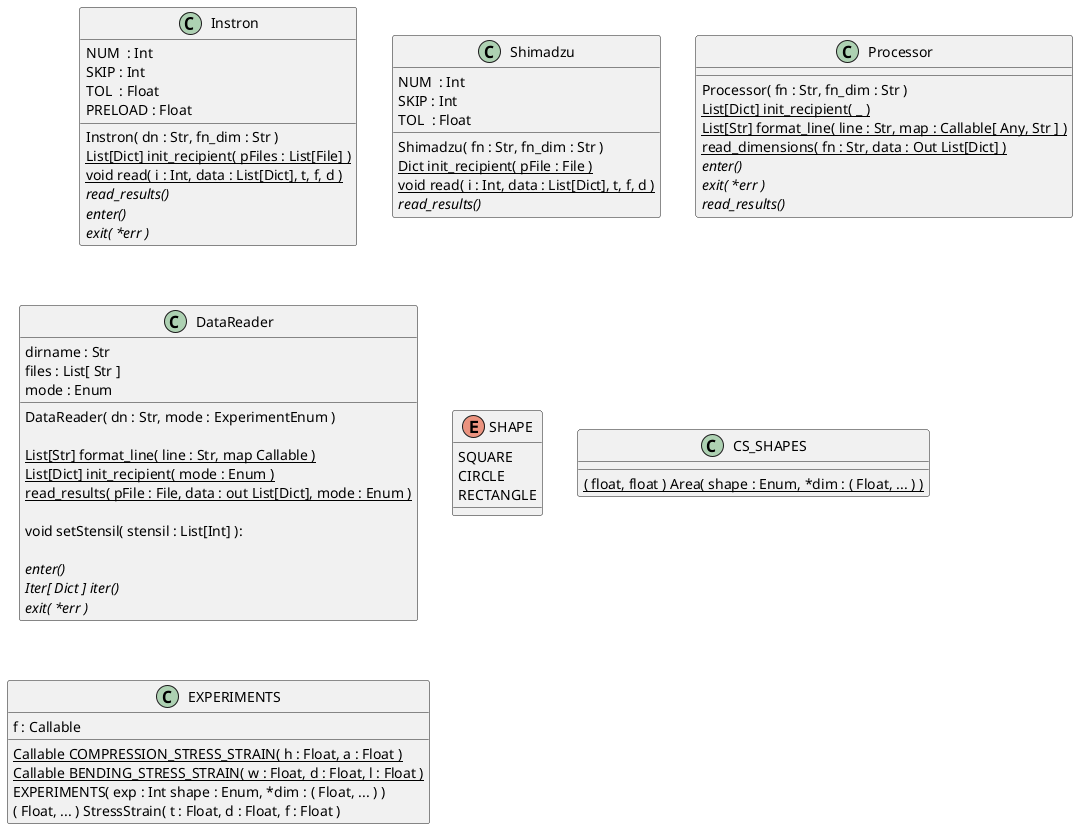 C Instron
NUM  : Int
SKIP : Int
TOL  : Float
PRELOAD : Float
Instron( dn : Str, fn_dim : Str )
List[Dict] init_recipient( pFiles : List[File] )
void read( i : Int, data : List[Dict], t, f, d )
read_results()
enter()
exit( *err )
C Shimadzu
NUM  : Int
SKIP : Int
TOL  : Float
Shimadzu( fn : Str, fn_dim : Str )
Dict init_recipient( pFile : File )
void read( i : Int, data : List[Dict], t, f, d )
read_results()
C Processor
Processor( fn : Str, fn_dim : Str )
List[Dict] init_recipient( _ )
List[Str] format_line( line : Str, map : Callable[ Any, Str ] )
read_dimensions( fn : Str, data : Out List[Dict] )
enter()
exit( *err )
read_results()
C DataReader
dirname : Str
files : List[ Str ]
mode : Enum
DataReader( dn : Str, mode : ExperimentEnum )
List[Str] format_line( line : Str, map Callable )
List[Dict] init_recipient( mode : Enum )
read_results( pFile : File, data : out List[Dict], mode : Enum )
void setStensil( stensil : List[Int] ):
enter()
Iter[ Dict ] iter()
exit( *err )
E SHAPE
SQUARE
CIRCLE
RECTANGLE
C CS_SHAPES
( float, float ) Area( shape : Enum, *dim : ( Float, ... ) )
C EXPERIMENTS
f : Callable
Callable COMPRESSION_STRESS_STRAIN( h : Float, a : Float )
Callable BENDING_STRESS_STRAIN( w : Float, d : Float, l : Float )
EXPERIMENTS( exp : Int shape : Enum, *dim : ( Float, ... ) )
( Float, ... ) StressStrain( t : Float, d : Float, f : Float )